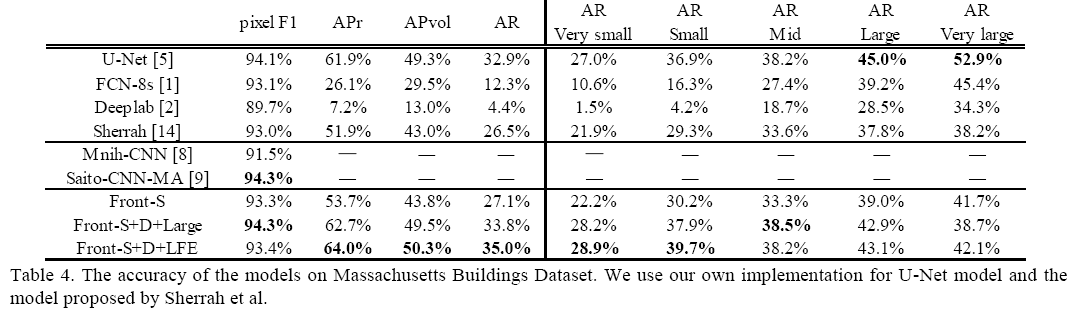 pixel F1 APr APvol AR AR Very small AR Small AR Mid AR Large AR Very large
U-Net [5] 94.1% 61.9% 49.3% 32.9% 27.0% 36.9% 38.2% 45.0% 52.9%
FCN-8s [1] 93.1% 26.1% 29.5% 12.3% 10.6% 16.3% 27.4% 39.2% 45.4%
Deeplab [2] 89.7% 7.2% 13.0% 4.4% 1.5% 4.2% 18.7% 28.5% 34.3%
Sherrah [14] 93.0% 51.9% 43.0% 26.5% 21.9% 29.3% 33.6% 37.8% 38.2%
Mnih-CNN [8] 91.5% — — — — — — — —
Saito-CNN-MA [9] 94.3% — — — — — — — —
Front-S 93.3% 53.7% 43.8% 27.1% 22.2% 30.2% 33.3% 39.0% 41.7%
Front-S+D+Large 94.3% 62.7% 49.5% 33.8% 28.2% 37.9% 38.5% 42.9% 38.7%
Front-S+D+LFE 93.4% 64.0% 50.3% 35.0% 28.9% 39.7% 38.2% 43.1% 42.1%
Table 4. The accuracy of the models on Massachusetts Buildings Dataset. We use our own implementation for U-Net model and the
model proposed by Sherrah et al.